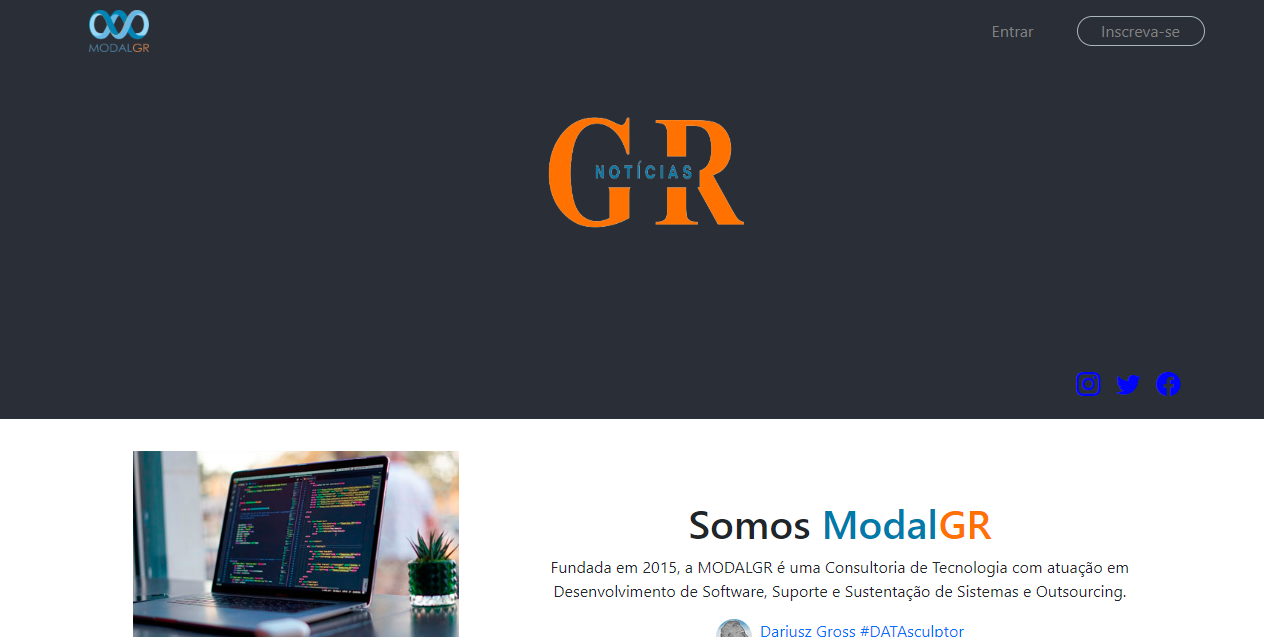 MODALGR
Entrar
Inscreva-se
GR
NOTÍCIAS
Somos ModalGR
Fundada em 2015, a MODALGR é uma Consultoria de Tecnologia com atuação em
Desenvolvimento de Software, Suporte e Sustentação de Sistemas e Outsourcing.
Dariusz Gross #DATAsculptor